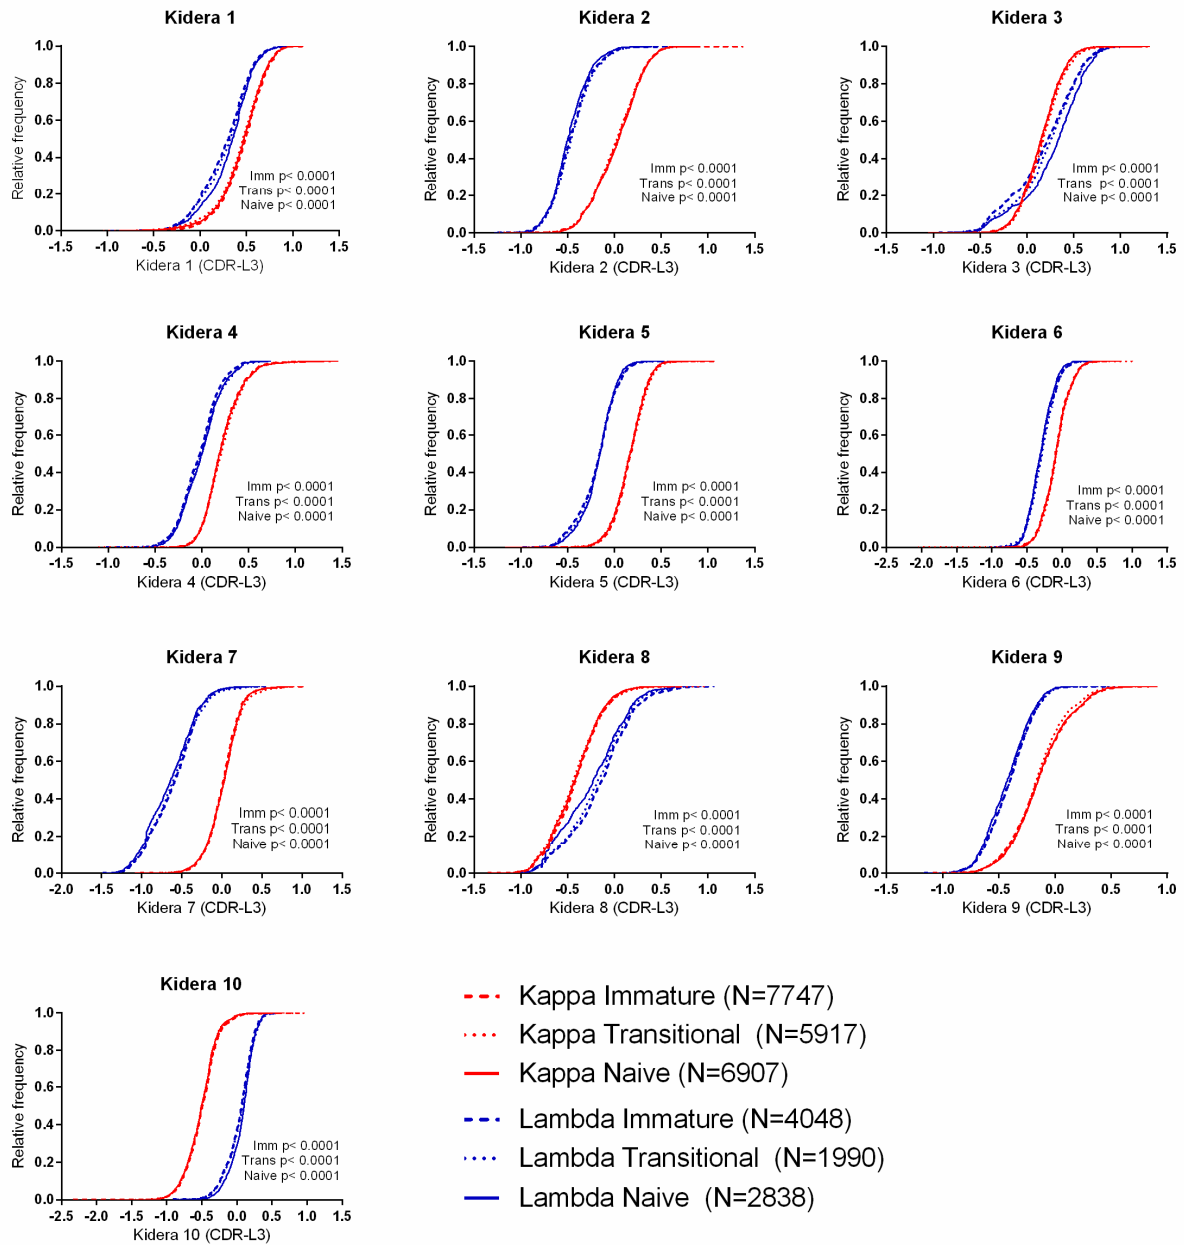 Kidera 1
1.0
0.8
0.6
0.4
0.2
0.0
Relative frequency
Imm p< 0.0001
Trans p< 0.0001
Naive p< 0.0001
-1.5 -1.0 -0.5 0.0 0.5 1.0 1.5
Kidera 1 (CDR-L3)
Kidera 2
1.0
0.8
0.6
0.4
0.2
0.0
Relative frequency
Imm p< 0.0001
Trans p< 0.0001
Naive p< 0.0001
-1.5 -1.0 -0.5 0.0 0.5 1.0 1.5
Kidera 2 (CDR-L3)
Kidera 3
1.0
0.8
0.6
0.4
0.2
0.0
Relative frequency
Imm p< 0.0001
Trans p< 0.0001
Naive p< 0.0001
-1.5 -1.0 -0.5 0.0 0.5 1.0 1.5
Kidera 3 (CDR-L3)
Kidera 4
1.0
0.8
0.6
0.4
0.2
0.0
Relative frequency
Imm p< 0.0001
Trans p< 0.0001
Naive p< 0.0001
-1.5 -1.0 -0.5 0.0 0.5 1.0 1.5
Kidera 4 (CDR-L3)
Kidera 5
1.0
0.8
0.6
0.4
0.2
0.0
Relative frequency
Imm p< 0.0001
Trans p< 0.0001
Naive p< 0.0001
-1.5 -1.0 -0.5 0.0 0.5 1.0 1.5
Kidera 5 (CDR-L3)
Kidera 6
1.0
0.8
0.6
0.4
0.2
0.0
Relative frequency
Imm p< 0.0001
Trans p< 0.0001
Naive p< 0.0001
-2.5 -2.0 -1.5 -1.0 -0.5 0.0 0.5 1.0 1.5
Kidera 6 (CDR-L3)
Kidera 7
1.0
0.8
0.6
0.4
0.2
0.0
Relative frequency
Imm p< 0.0001
Trans p< 0.0001
Naive p< 0.0001
-2.0 -1.5 -1.0 -0.5 0.0 0.5 1.0 1.5
Kidera 7 (CDR-L3)
Kidera 8
1.0
0.8
0.6
0.4
0.2
0.0
Relative frequency
Imm p< 0.0001
Trans p< 0.0001
Naive p< 0.0001
-1.5 -1.0 -0.5 0.0 0.5 1.0 1.5
Kidera 8 (CDR-L3)
Kidera 9
1.0
0.8
0.6
0.4
0.2
0.0
Relative frequency
Imm p< 0.0001
Trans p< 0.0001
Naive p< 0.0001
-1.5 -1.0 -0.5 0.0 0.5 1.0
Kidera 9 (CDR-L3)
Kidera 10
1.0
0.8
0.6
0.4
0.2
0.0
Relative frequency
Imm p< 0.0001
Trans p< 0.0001
Naive p< 0.0001
-2.5 -2.0 -1.5 -1.0 -0.5 0.0 0.5 1.0 1.5
Kidera 10 (CDR-L3)
Kappa Immature (N=7747)
Kappa Transitional (N=5917)
Kappa Naive (N=6907)
Lambda Immature (N=4048)
Lambda Transitional (N=1990)
Lambda Naive (N=2838)